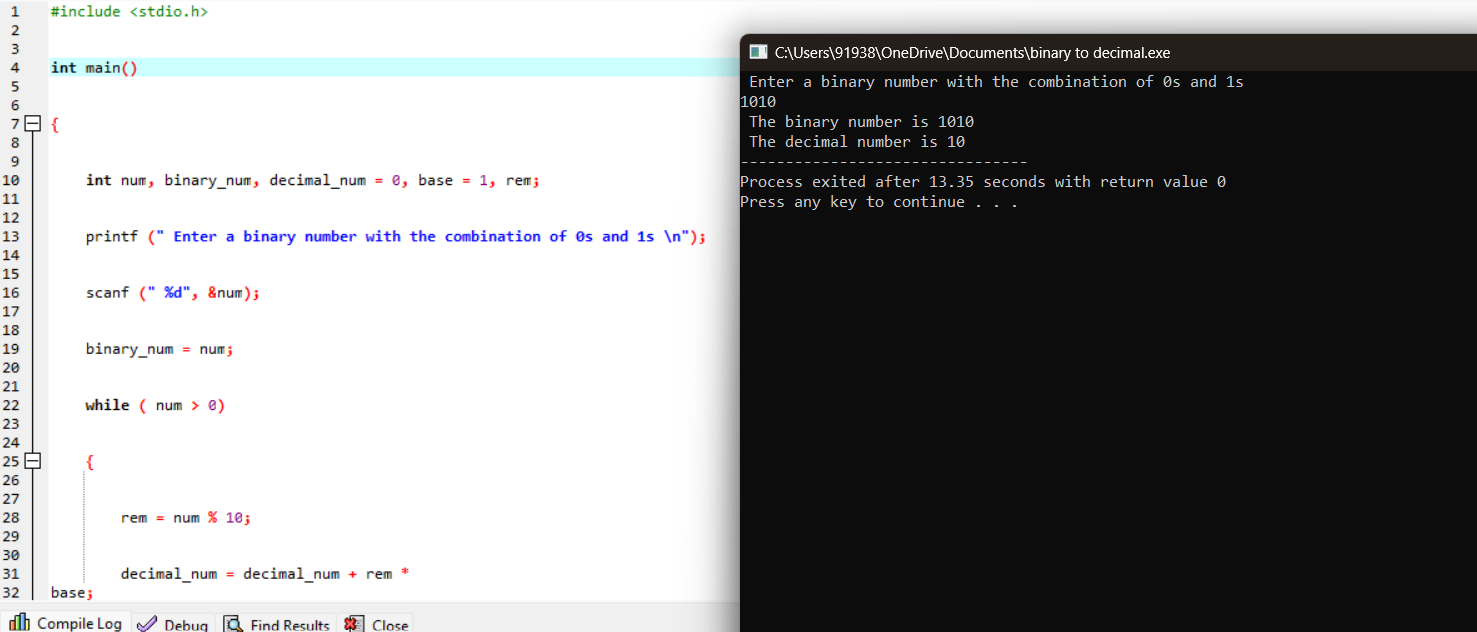 1 #include <stdio.h>
2
3
4 int main()
5
6
7 {
8
9
10 int num, binary_num, decimal_num = 0, base = 1, rem;
11
12
13 printf (" Enter a binary number with the combination of 0s and 1s \n");
14
15
16 scanf (" %d", &num);
17
18
19 binary_num = num;
20
21
22 while ( num > 0)
23
24
25 {
26
27
28 rem = num % 10;
29
30
31 decimal_num = decimal_num + rem *
32 base;
Compile Log Debug Find Results Close
C:\Users\91938\OneDrive\Documents\binary to decimal.exe
Enter a binary number with the combination of 0s and 1s
1010
The binary number is 1010
The decimal number is 10
--------------------------------
Process exited after 13.35 seconds with return value 0
Press any key to continue . . .